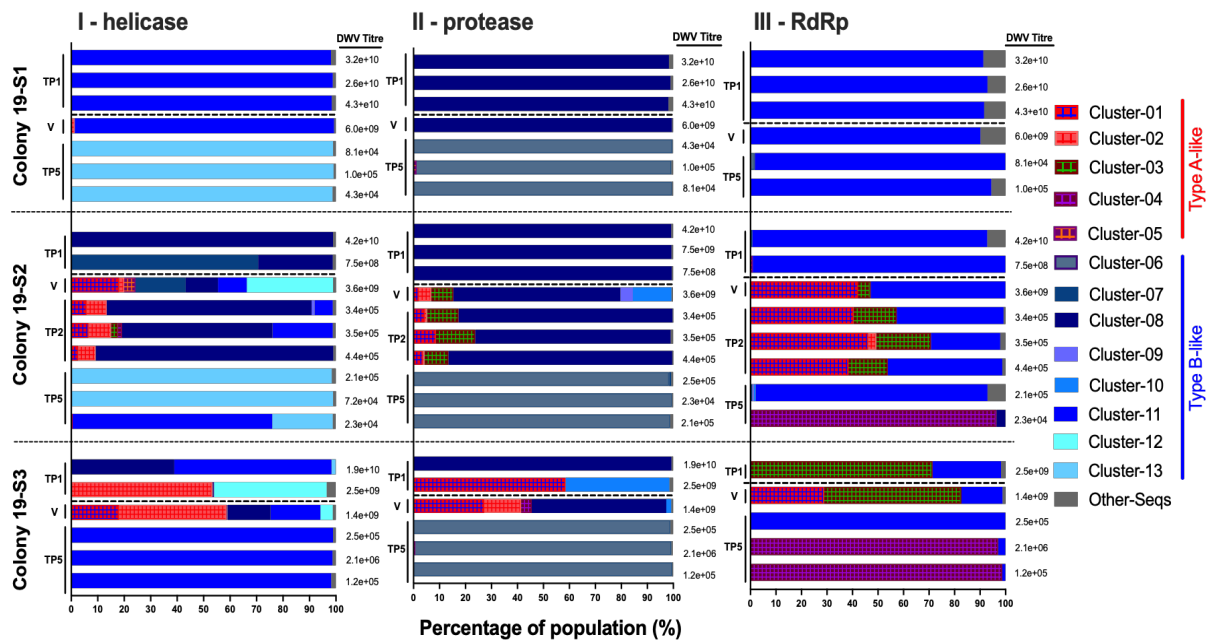 I - helicase
II - protease
III - RdRp
DWV Titre
DWV Titre
DWV Titre
Colony 19-S1
TP1
3.2e+10
2.6e+10
4.3+e10
V
6.0e+09
TP5
8.1e+04
1.0e+05
4.3e+04
TP1
3.2e+10
2.6e+10
4.3+e10
V
6.0e+09
TP5
4.3e+04
1.0e+05
8.1e+04
TP1
3.2e+10
2.6e+10
4.3+e10
V
6.0e+09
TP5
8.1e+04
1.0e+05
Colony 19-S2
TP1
4.2e+10
7.5e+08
V
3.6e+09
TP2
3.4e+05
3.5e+05
4.4e+05
TP5
2.1e+05
7.2e+04
2.3e+04
TP1
4.2e+10
7.5e+09
7.5e+08
V
3.6e+09
TP2
3.4e+05
3.5e+05
4.4e+05
TP5
2.5e+05
2.3e+04
2.1e+05
TP1
4.2e+10
7.5e+08
V
3.6e+09
TP2
3.4e+05
3.5e+05
4.4e+05
TP5
2.1e+05
2.3e+04
Colony 19-S3
TP1
1.9e+10
2.5e+09
V
1.4e+09
TP5
2.5e+05
2.1e+06
1.2e+05
TP1
1.9e+10
2.5e+09
V
1.4e+09
TP5
2.5e+05
2.1e+06
1.2e+05
TP1
2.5e+09
V
1.4e+09
TP5
2.5e+05
2.1e+06
1.2e+05
0 10 20 30 40 50 60 70 80 90 100
0 10 20 30 40 50 60 70 80 90 100
0 10 20 30 40 50 60 70 80 90 100
Percentage of population (%)
Cluster-01
Cluster-02
Cluster-03
Cluster-04
Cluster-05
Cluster-06
Cluster-07
Cluster-08
Cluster-09
Cluster-10
Cluster-11
Cluster-12
Cluster-13
Other-Seqs
Type A-like
Type B-like